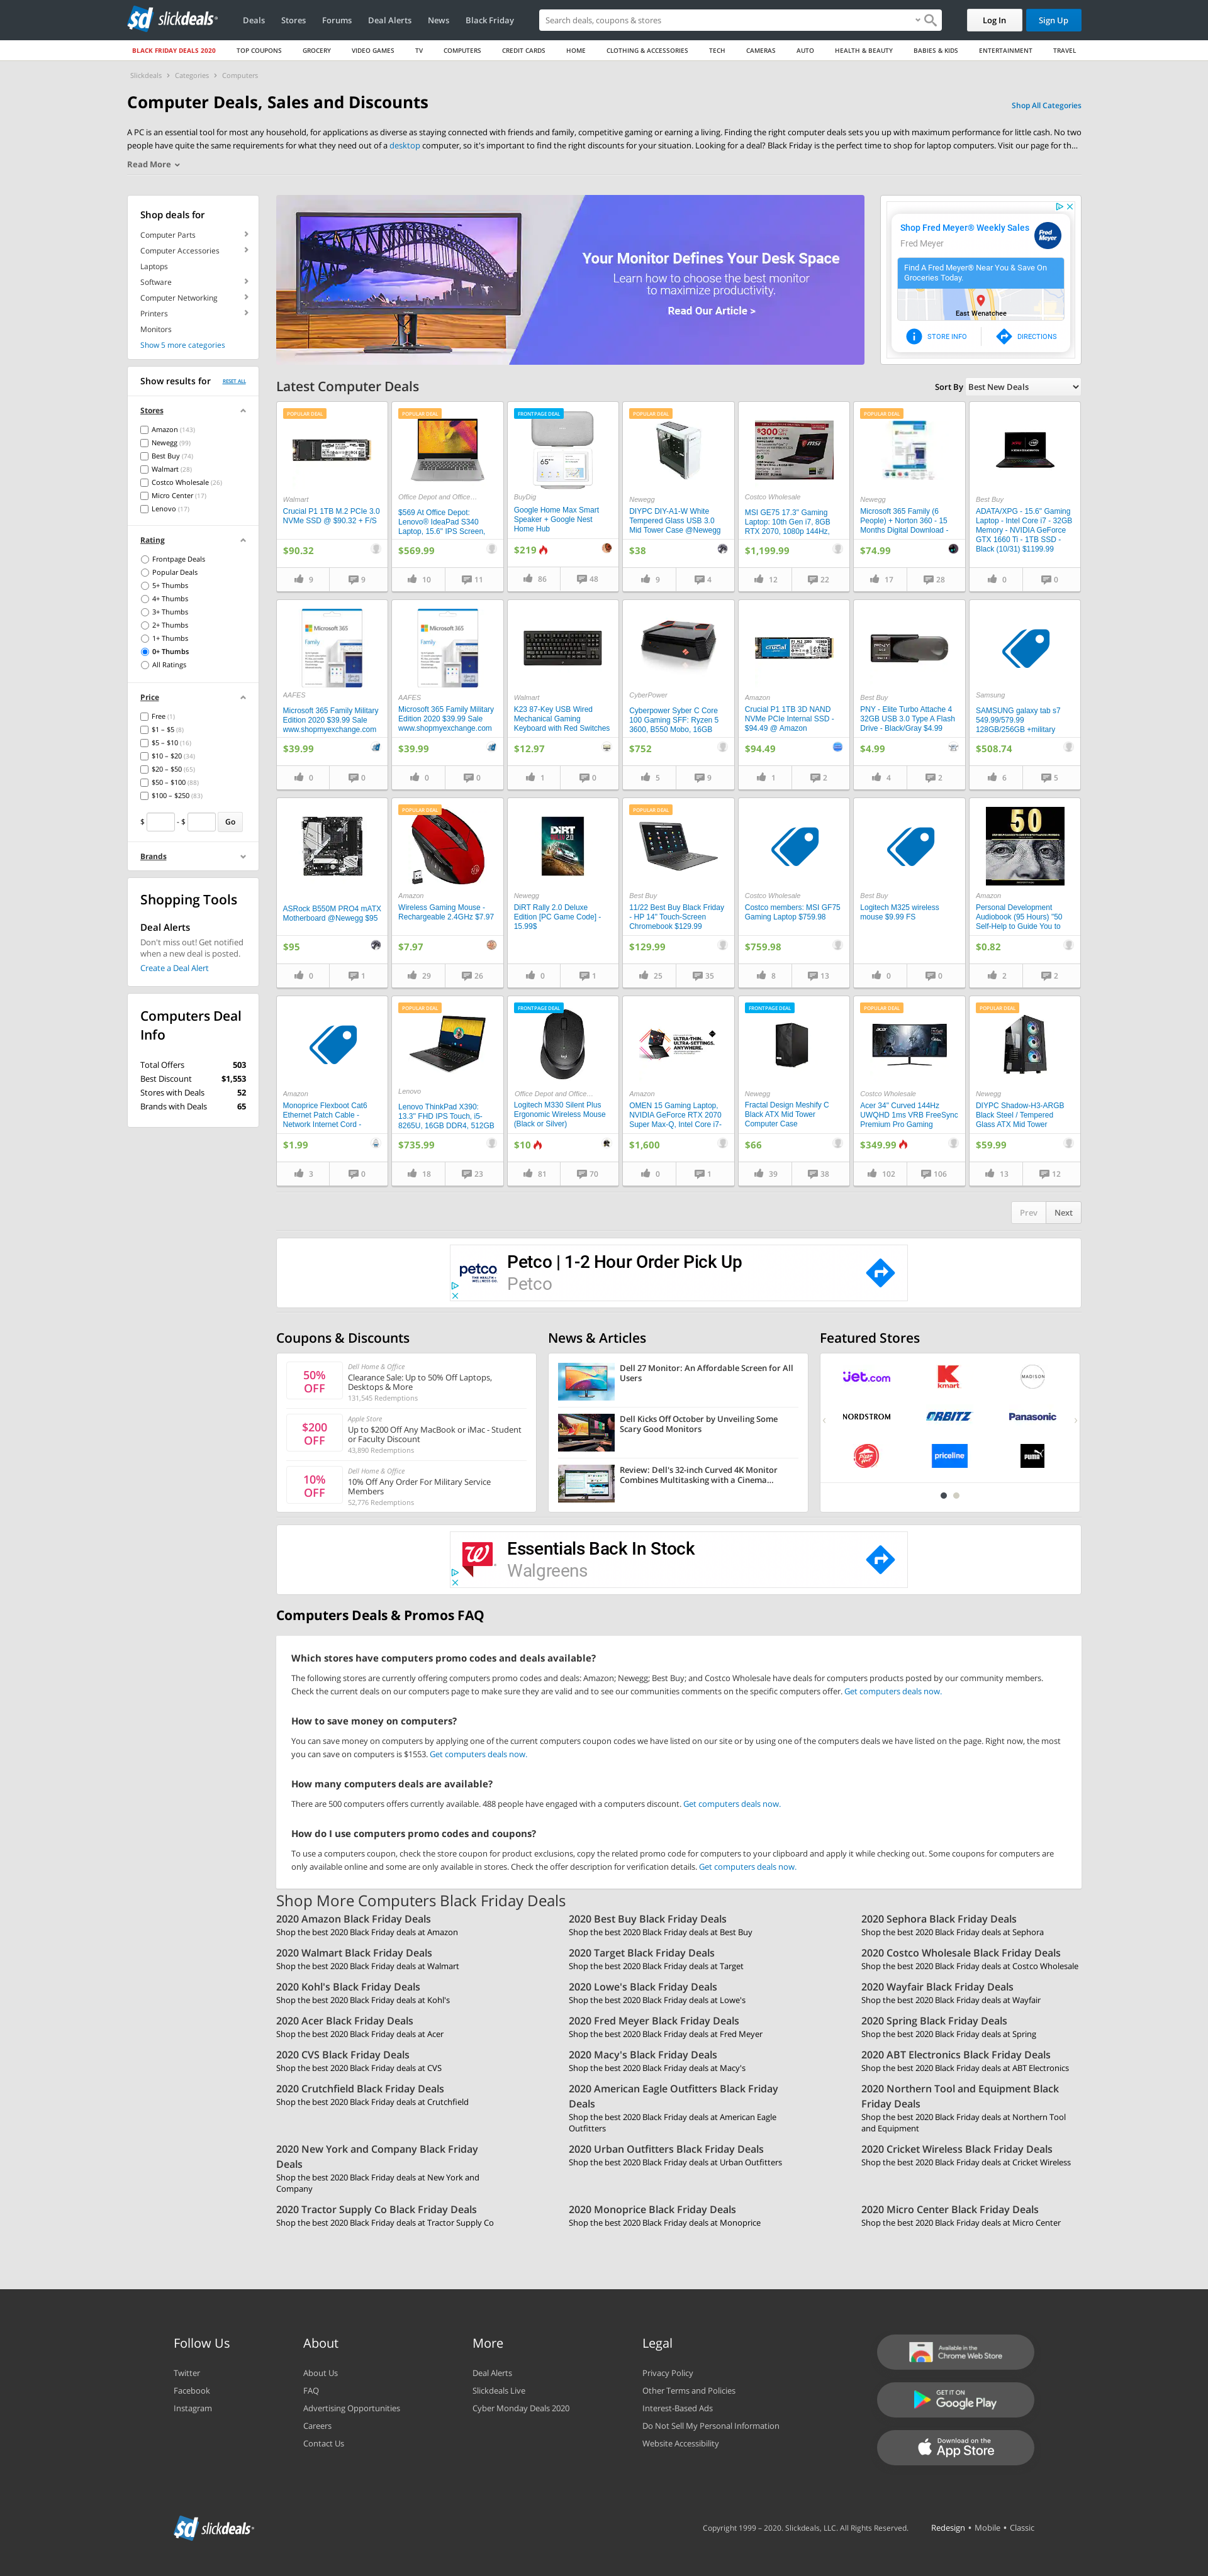 slickdeals
Deals
Stores
Forums
Deal Alerts
News
Black Friday
Search deals, coupons & stores
Log In
Sign Up
BLACK FRIDAY DEALS 2020
TOP COUPONS
GROCERY
VIDEO GAMES
TV
COMPUTERS
CREDIT CARDS
HOME
CLOTHING & ACCESSORIES
TECH
CAMERAS
AUTO
HEALTH & BEAUTY
BABIES & KIDS
ENTERTAINMENT
TRAVEL
Slickdeals > Categories > Computers
Computer Deals, Sales and Discounts
Shop All Categories
A PC is an essential tool for most any household, for applications as diverse as staying connected with friends and family, competitive gaming or earning a living. Finding the right computer deals sets you up with maximum performance for little cash. No two
people have quite the same requirements for what they need out of a desktop computer, so it's important to find the right discounts for your situation. Looking for a deal? Black Friday is the perfect time to shop for laptop computers. Visit our page for th...
Read More
Shop deals for
Computer Parts
Computer Accessories
Laptops
Software
Computer Networking
Printers
Monitors
Show 5 more categories
Show results for
RESET ALL
Stores
Amazon (143)
Newegg (99)
Best Buy (74)
Walmart (28)
Costco Wholesale (26)
Micro Center (17)
Lenovo (17)
Rating
Frontpage Deals
Popular Deals
5+ Thumbs
4+ Thumbs
3+ Thumbs
2+ Thumbs
1+ Thumbs
0+ Thumbs
All Ratings
Price
Free (1)
$1 – $5 (8)
$5 – $10 (16)
$10 – $20 (34)
$20 – $50 (65)
$50 – $100 (88)
$100 – $250 (83)
$ - $ Go
Brands
Shopping Tools
Deal Alerts
Don't miss out! Get notified
when a new deal is posted.
Create a Deal Alert
Computers Deal
Info
Total Offers 503
Best Discount $1,553
Stores with Deals 52
Brands with Deals 65
Your Monitor Defines Your Desk Space
Learn how to choose the best monitor
to maximize productivity.
Read Our Article >
Shop Fred Meyer® Weekly Sales
Fred Meyer
Fred Meyer
Find A Fred Meyer® Near You & Save On
Groceries Today.
East Wenatchee
STORE INFO
DIRECTIONS
Latest Computer Deals
Sort By Best New Deals
POPULAR DEAL
Walmart
Crucial P1 1TB M.2 PCIe 3.0
NVMe SSD @ $90.32 + F/S
$90.32
9 9
POPULAR DEAL
Office Depot and Office...
$569 At Office Depot:
Lenovo® IdeaPad S340
Laptop, 15.6" IPS Screen,
$569.99
10 11
FRONTPAGE DEAL
65°
BuyDig
Google Home Max Smart
Speaker + Google Nest
Home Hub
$219
86 48
POPULAR DEAL
Newegg
DIYPC DIY-A1-W White
Tempered Glass USB 3.0
Mid Tower Case @Newegg
$38
9 4
$300 OFF
msi
Costco Wholesale
MSI GE75 17.3" Gaming
Laptop: 10th Gen i7, 8GB
RTX 2070, 1080p 144Hz,
$1,199.99
12 22
POPULAR DEAL
Newegg
Microsoft 365 Family (6
People) + Norton 360 - 15
Months Digital Download -
$74.99
17 28
Best Buy
ADATA/XPG - 15.6" Gaming
Laptop - Intel Core i7 - 32GB
Memory - NVIDIA GeForce
GTX 1660 Ti - 1TB SSD -
Black (10/31) $1199.99
0 0
Microsoft 365
Family
AAFES
Microsoft 365 Family Military
Edition 2020 $39.99 Sale
www.shopmyexchange.com
$39.99
0 0
Microsoft 365
Family
AAFES
Microsoft 365 Family Military
Edition 2020 $39.99 Sale
www.shopmyexchange.com
$39.99
0 0
Walmart
K23 87-Key USB Wired
Mechanical Gaming
Keyboard with Red Switches
$12.97
1 0
CyberPower
Cyberpower Syber C Core
100 Gaming SFF: Ryzen 5
3600, B550 Mobo, 16GB
$752
5 9
crucial
Amazon
Crucial P1 1TB 3D NAND
NVMe PCIe Internal SSD -
$94.49 @ Amazon
$94.49
1 2
Best Buy
PNY - Elite Turbo Attache 4
32GB USB 3.0 Type A Flash
Drive - Black/Gray $4.99
$4.99
4 2
Samsung
SAMSUNG galaxy tab s7
549.99/579.99
128GB/256GB +military
$508.74
6 5
ASRock B550M PRO4 mATX
Motherboard @Newegg $95
$95
0 1
POPULAR DEAL
Amazon
Wireless Gaming Mouse -
Rechargeable 2.4GHz $7.97
$7.97
29 26
DiRT
2.0
Newegg
DiRT Rally 2.0 Deluxe
Edition [PC Game Code] -
15.99$
0 1
POPULAR DEAL
Best Buy
11/22 Best Buy Black Friday
- HP 14" Touch-Screen
Chromebook $129.99
$129.99
25 35
Costco Wholesale
Costco members: MSI GF75
Gaming Laptop $759.98
$759.98
8 13
Best Buy
Logitech M325 wireless
mouse $9.99 FS
0 0
50
Amazon
Personal Development
Audiobook (95 Hours) "50
Self-Help to Guide You to
$0.82
2 2
Amazon
Monoprice Flexboot Cat6
Ethernet Patch Cable -
Network Internet Cord -
$1.99
3 0
POPULAR DEAL
Lenovo
Lenovo ThinkPad X390:
13.3" FHD IPS Touch, i5-
8265U, 16GB DDR4, 512GB
$735.99
18 23
FRONTPAGE DEAL
Office Depot and Office...
Logitech M330 Silent Plus
Ergonomic Wireless Mouse
(Black or Silver)
$10
81 70
ULTRA-THIN.
ULTRA-SETTINGS.
ANYWHERE.
Amazon
OMEN 15 Gaming Laptop,
NVIDIA GeForce RTX 2070
Super Max-Q, Intel Core i7-
$1,600
0 1
FRONTPAGE DEAL
Newegg
Fractal Design Meshify C
Black ATX Mid Tower
Computer Case
$66
39 38
POPULAR DEAL
acer
Costco Wholesale
Acer 34" Curved 144Hz
UWQHD 1ms VRB FreeSync
Premium Pro Gaming
$349.99
102 106
POPULAR DEAL
Newegg
DIYPC Shadow-H3-ARGB
Black Steel / Tempered
Glass ATX Mid Tower
$59.99
13 12
Prev
Next
petco
Petco | 1-2 Hour Order Pick Up
Petco
Coupons & Discounts
50%
OFF
Dell Home & Office
Clearance Sale: Up to 50% Off Laptops,
Desktops & More
131,545 Redemptions
$200
OFF
Apple Store
Up to $200 Off Any MacBook or iMac - Student
or Faculty Discount
43,890 Redemptions
10%
OFF
Dell Home & Office
10% Off Any Order For Military Service
Members
52,776 Redemptions
News & Articles
Dell 27 Monitor: An Affordable Screen for All
Users
Dell Kicks Off October by Unveiling Some
Scary Good Monitors
Review: Dell's 32-inch Curved 4K Monitor
Combines Multitasking with a Cinema...
Featured Stores
jet.com
kmart
MADISON
NORDSTROM
ORBITZ
Panasonic
Pizza Hut
priceline
PUMA
Essentials Back In Stock
Walgreens
Computers Deals & Promos FAQ
Which stores have computers promo codes and deals available?
The following stores are currently offering computers promo codes and deals: Amazon; Newegg; Best Buy; and Costco Wholesale have deals for computers products posted by our community members.
Check the current deals on our computers page to make sure they are valid and to see our communities comments on the specific computers offer. Get computers deals now.
How to save money on computers?
You can save money on computers by applying one of the current computers coupon codes we have listed on our site or by using one of the computers deals we have listed on the page. Right now, the most
you can save on computers is $1553. Get computers deals now.
How many computers deals are available?
There are 500 computers offers currently available. 488 people have engaged with a computers discount. Get computers deals now.
How do I use computers promo codes and coupons?
To use a computers coupon, check the store coupon for product exclusions, copy the related promo code for computers to your clipboard and apply it while checking out. Some coupons for computers are
only available online and some are only available in stores. Check the offer description for verification details. Get computers deals now.
Shop More Computers Black Friday Deals
2020 Amazon Black Friday Deals
Shop the best 2020 Black Friday deals at Amazon
2020 Best Buy Black Friday Deals
Shop the best 2020 Black Friday deals at Best Buy
2020 Sephora Black Friday Deals
Shop the best 2020 Black Friday deals at Sephora
2020 Walmart Black Friday Deals
Shop the best 2020 Black Friday deals at Walmart
2020 Target Black Friday Deals
Shop the best 2020 Black Friday deals at Target
2020 Costco Wholesale Black Friday Deals
Shop the best 2020 Black Friday deals at Costco Wholesale
2020 Kohl's Black Friday Deals
Shop the best 2020 Black Friday deals at Kohl's
2020 Lowe's Black Friday Deals
Shop the best 2020 Black Friday deals at Lowe's
2020 Wayfair Black Friday Deals
Shop the best 2020 Black Friday deals at Wayfair
2020 Acer Black Friday Deals
Shop the best 2020 Black Friday deals at Acer
2020 Fred Meyer Black Friday Deals
Shop the best 2020 Black Friday deals at Fred Meyer
2020 Spring Black Friday Deals
Shop the best 2020 Black Friday deals at Spring
2020 CVS Black Friday Deals
Shop the best 2020 Black Friday deals at CVS
2020 Macy's Black Friday Deals
Shop the best 2020 Black Friday deals at Macy's
2020 ABT Electronics Black Friday Deals
Shop the best 2020 Black Friday deals at ABT Electronics
2020 Crutchfield Black Friday Deals
Shop the best 2020 Black Friday deals at Crutchfield
2020 American Eagle Outfitters Black Friday
Deals
Shop the best 2020 Black Friday deals at American Eagle
Outfitters
2020 Northern Tool and Equipment Black
Friday Deals
Shop the best 2020 Black Friday deals at Northern Tool
and Equipment
2020 New York and Company Black Friday
Deals
Shop the best 2020 Black Friday deals at New York and
Company
2020 Urban Outfitters Black Friday Deals
Shop the best 2020 Black Friday deals at Urban Outfitters
2020 Cricket Wireless Black Friday Deals
Shop the best 2020 Black Friday deals at Cricket Wireless
2020 Tractor Supply Co Black Friday Deals
Shop the best 2020 Black Friday deals at Tractor Supply Co
2020 Monoprice Black Friday Deals
Shop the best 2020 Black Friday deals at Monoprice
2020 Micro Center Black Friday Deals
Shop the best 2020 Black Friday deals at Micro Center
Follow Us
Twitter
Facebook
Instagram
About
About Us
FAQ
Advertising Opportunities
Careers
Contact Us
More
Deal Alerts
Slickdeals Live
Cyber Monday Deals 2020
Legal
Privacy Policy
Other Terms and Policies
Interest-Based Ads
Do Not Sell My Personal Information
Website Accessibility
Available in the
Chrome Web Store
GET IT ON
Google Play
Download on the
App Store
slickdeals
Copyright 1999 – 2020. Slickdeals, LLC. All Rights Reserved.
Redesign • Mobile • Classic